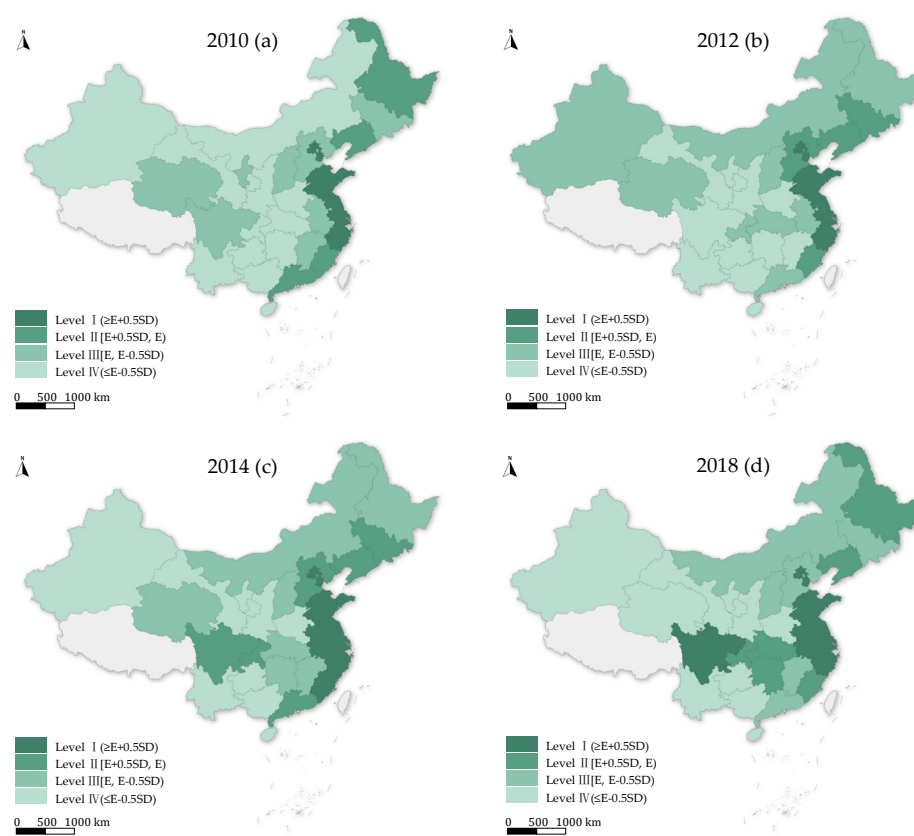 N
2010 (a)
Level Ⅰ (≥E+0.5SD)
Level Ⅱ [E+0.5SD, E)
Level Ⅲ[E, E-0.5SD)
Level Ⅳ(≤E-0.5SD)
0 500 1000 km
N
2012 (b)
Level Ⅰ (≥E+0.5SD)
Level Ⅱ [E+0.5SD, E)
Level Ⅲ[E, E-0.5SD)
Level Ⅳ(≤E-0.5SD)
0 500 1000 km
N
2014 (c)
Level Ⅰ (≥E+0.5SD)
Level Ⅱ [E+0.5SD, E)
Level Ⅲ[E, E-0.5SD)
Level Ⅳ(≤E-0.5SD)
0 500 1000 km
N
2018 (d)
Level Ⅰ (≥E+0.5SD)
Level Ⅱ [E+0.5SD, E)
Level Ⅲ[E, E-0.5SD)
Level Ⅳ(≤E-0.5SD)
0 500 1000 km